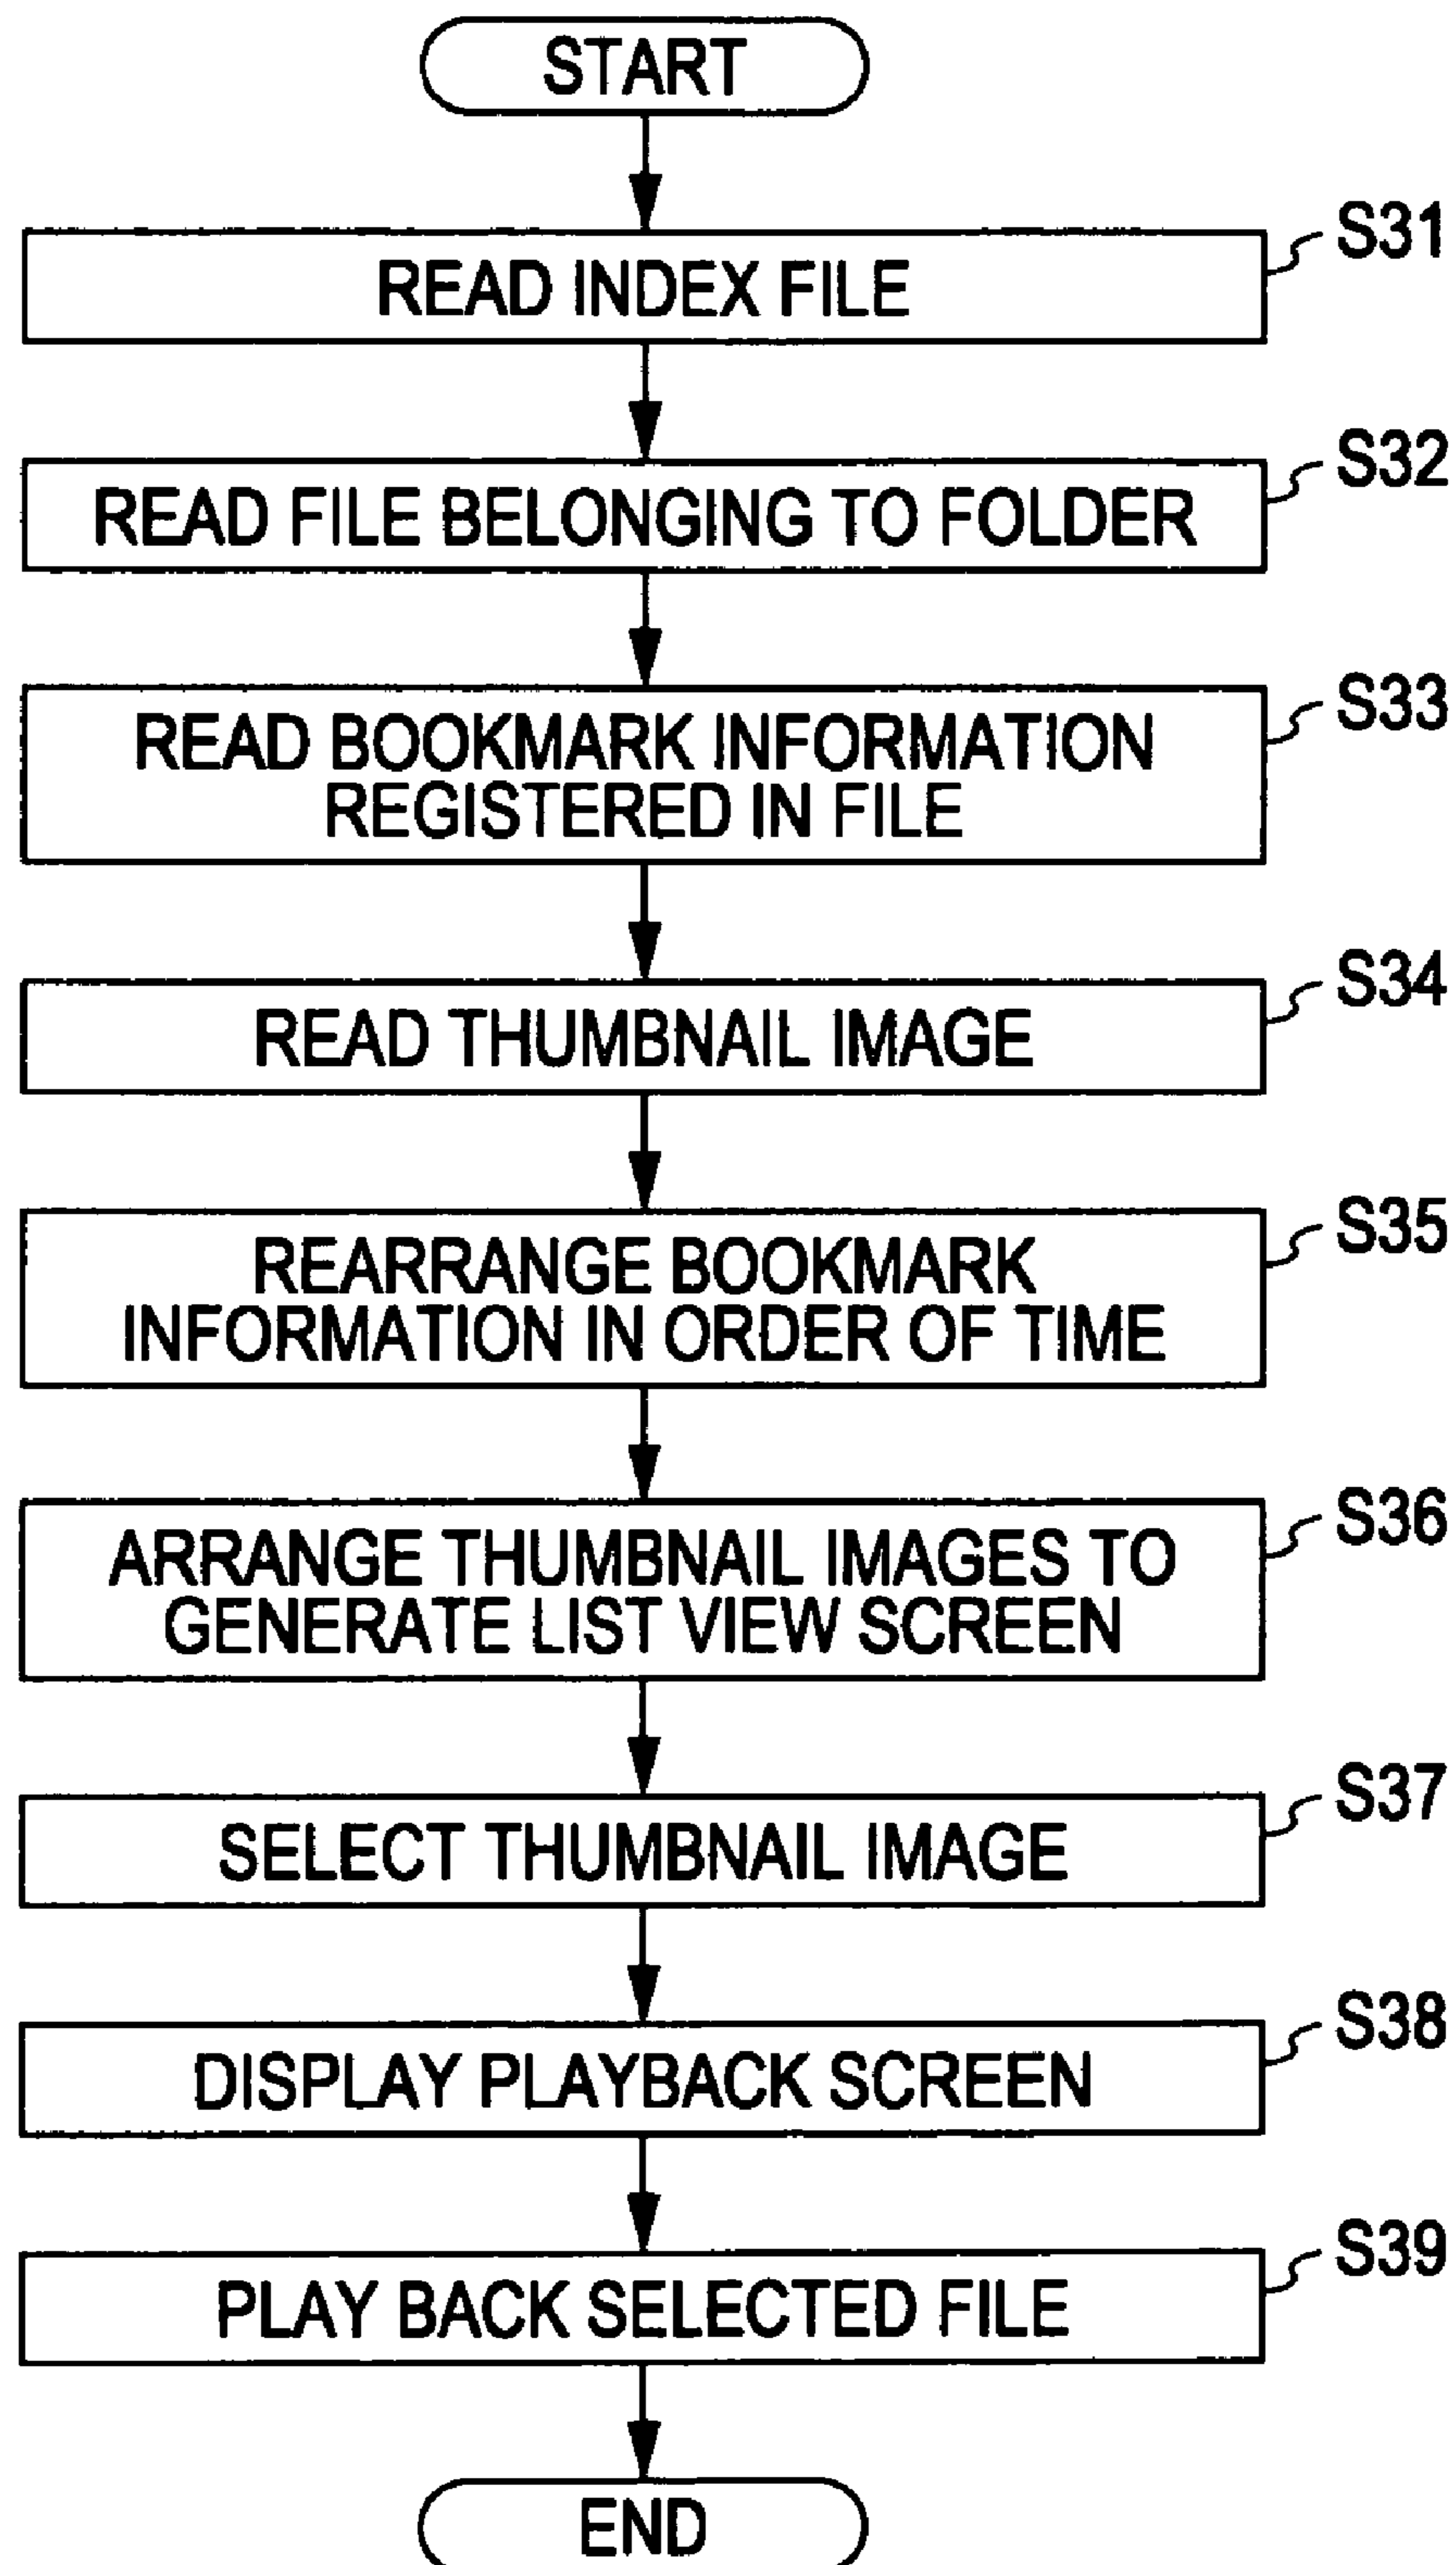 START
S31
READ INDEX FILE
S32
READ FILE BELONGING TO FOLDER
S33
READ BOOKMARK INFORMATION
REGISTERED IN FILE
S34
READ THUMBNAIL IMAGE
S35
REARRANGE BOOKMARK
INFORMATION IN ORDER OF TIME
S36
ARRANGE THUMBNAIL IMAGES TO
GENERATE LIST VIEW SCREEN
S37
SELECT THUMBNAIL IMAGE
S38
DISPLAY PLAYBACK SCREEN
S39
PLAY BACK SELECTED FILE
END